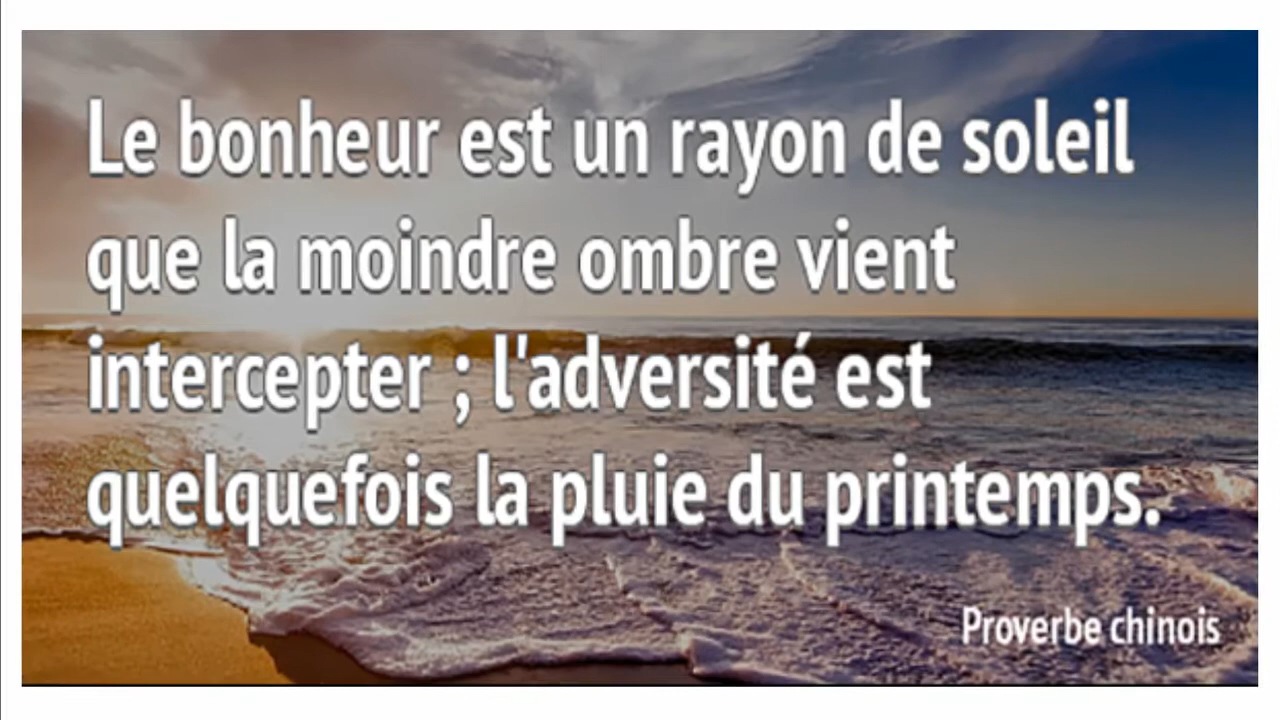 Le bonheur est un rayon de soleil
que la moindre ombre vient
intercepter ; l'adversité est
quelquefois la pluie du printemps.
Proverbe chinois